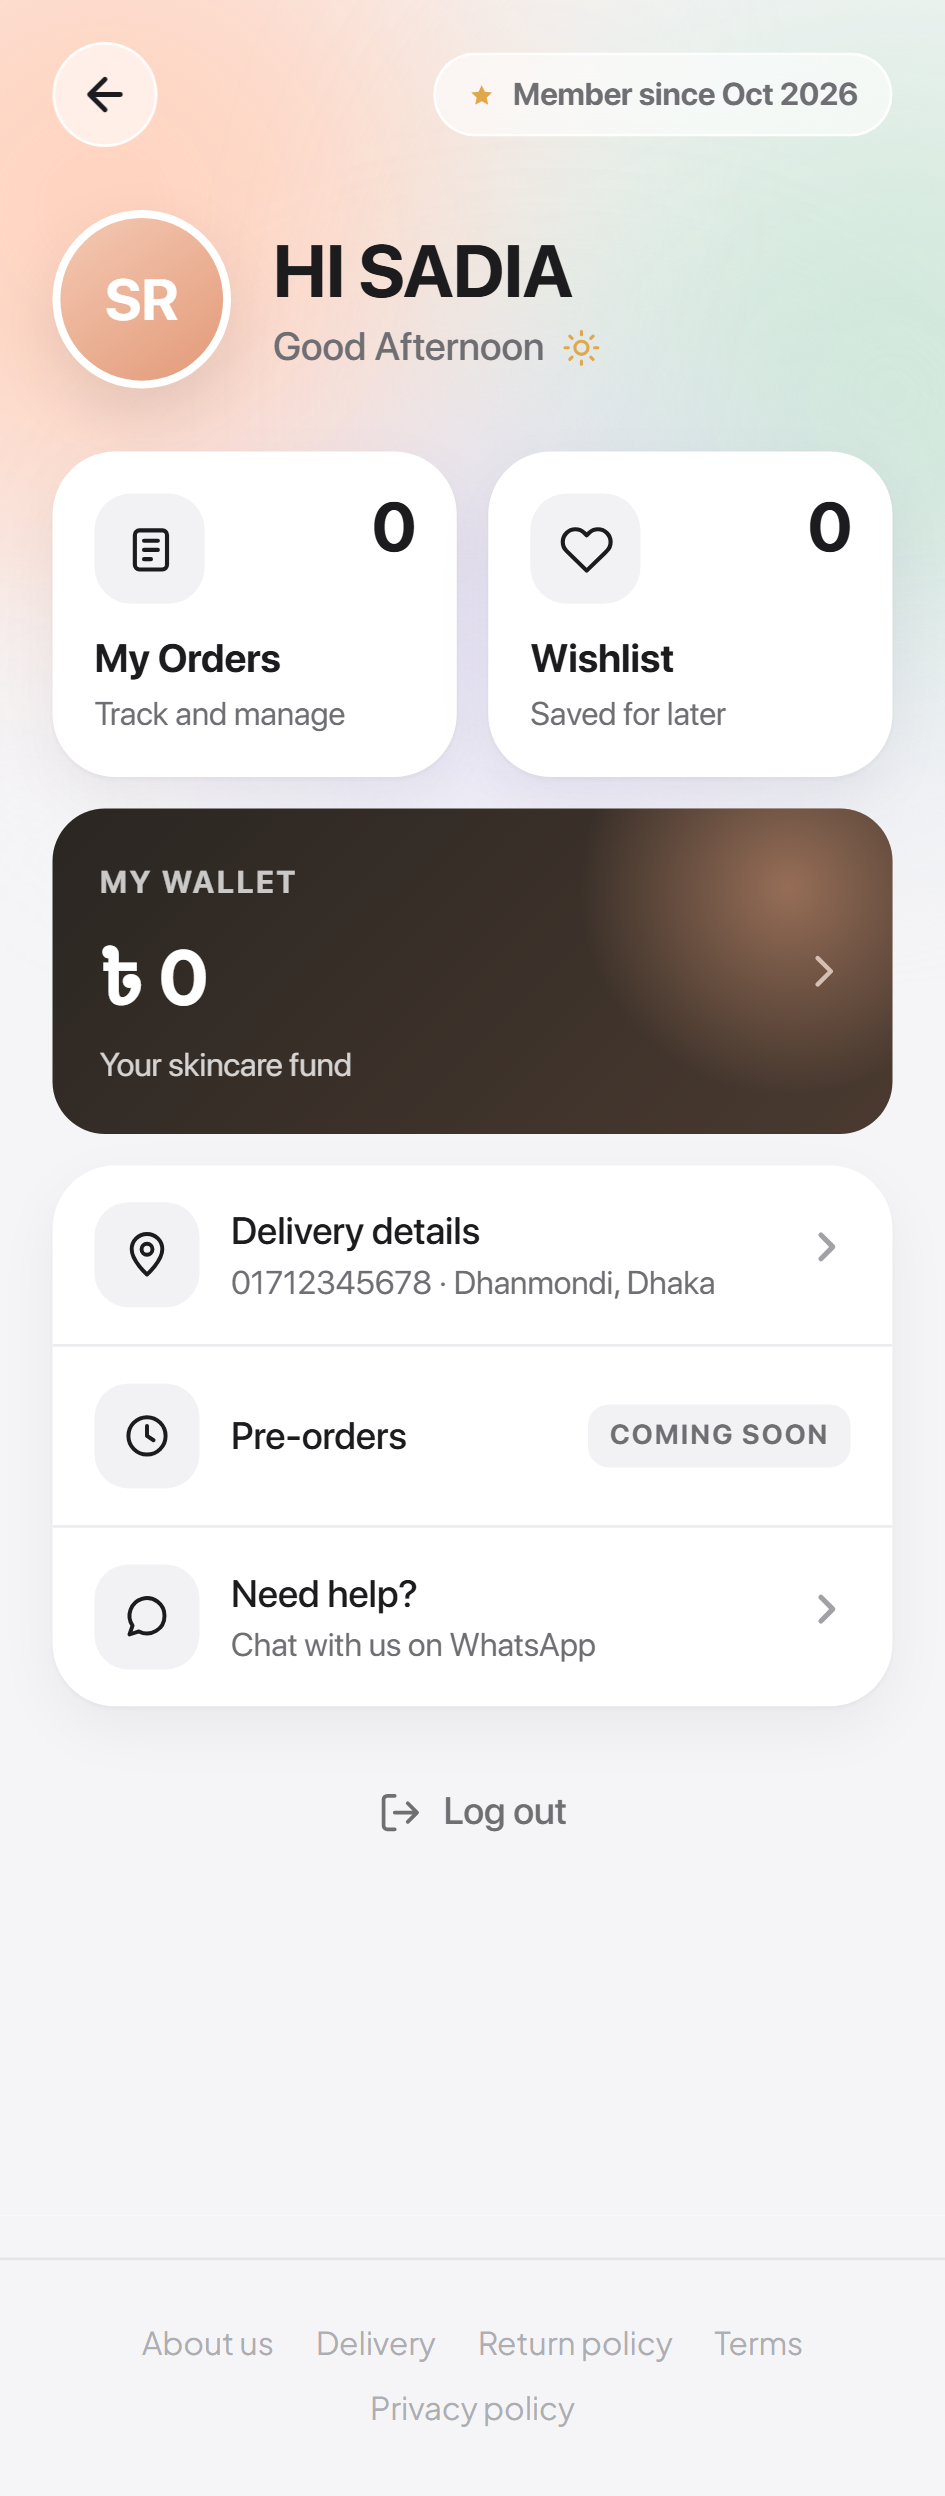 Member since Oct 2026
SR
HI SADIA
Good Afternoon
0
0
My Orders
Track and manage
Wishlist
Saved for later
MY WALLET
৳ 0
Your skincare fund
Delivery details
01712345678 · Dhanmondi, Dhaka
Pre-orders
COMING SOON
Need help?
Chat with us on WhatsApp
Log out
About us Delivery Return policy Terms
Privacy policy